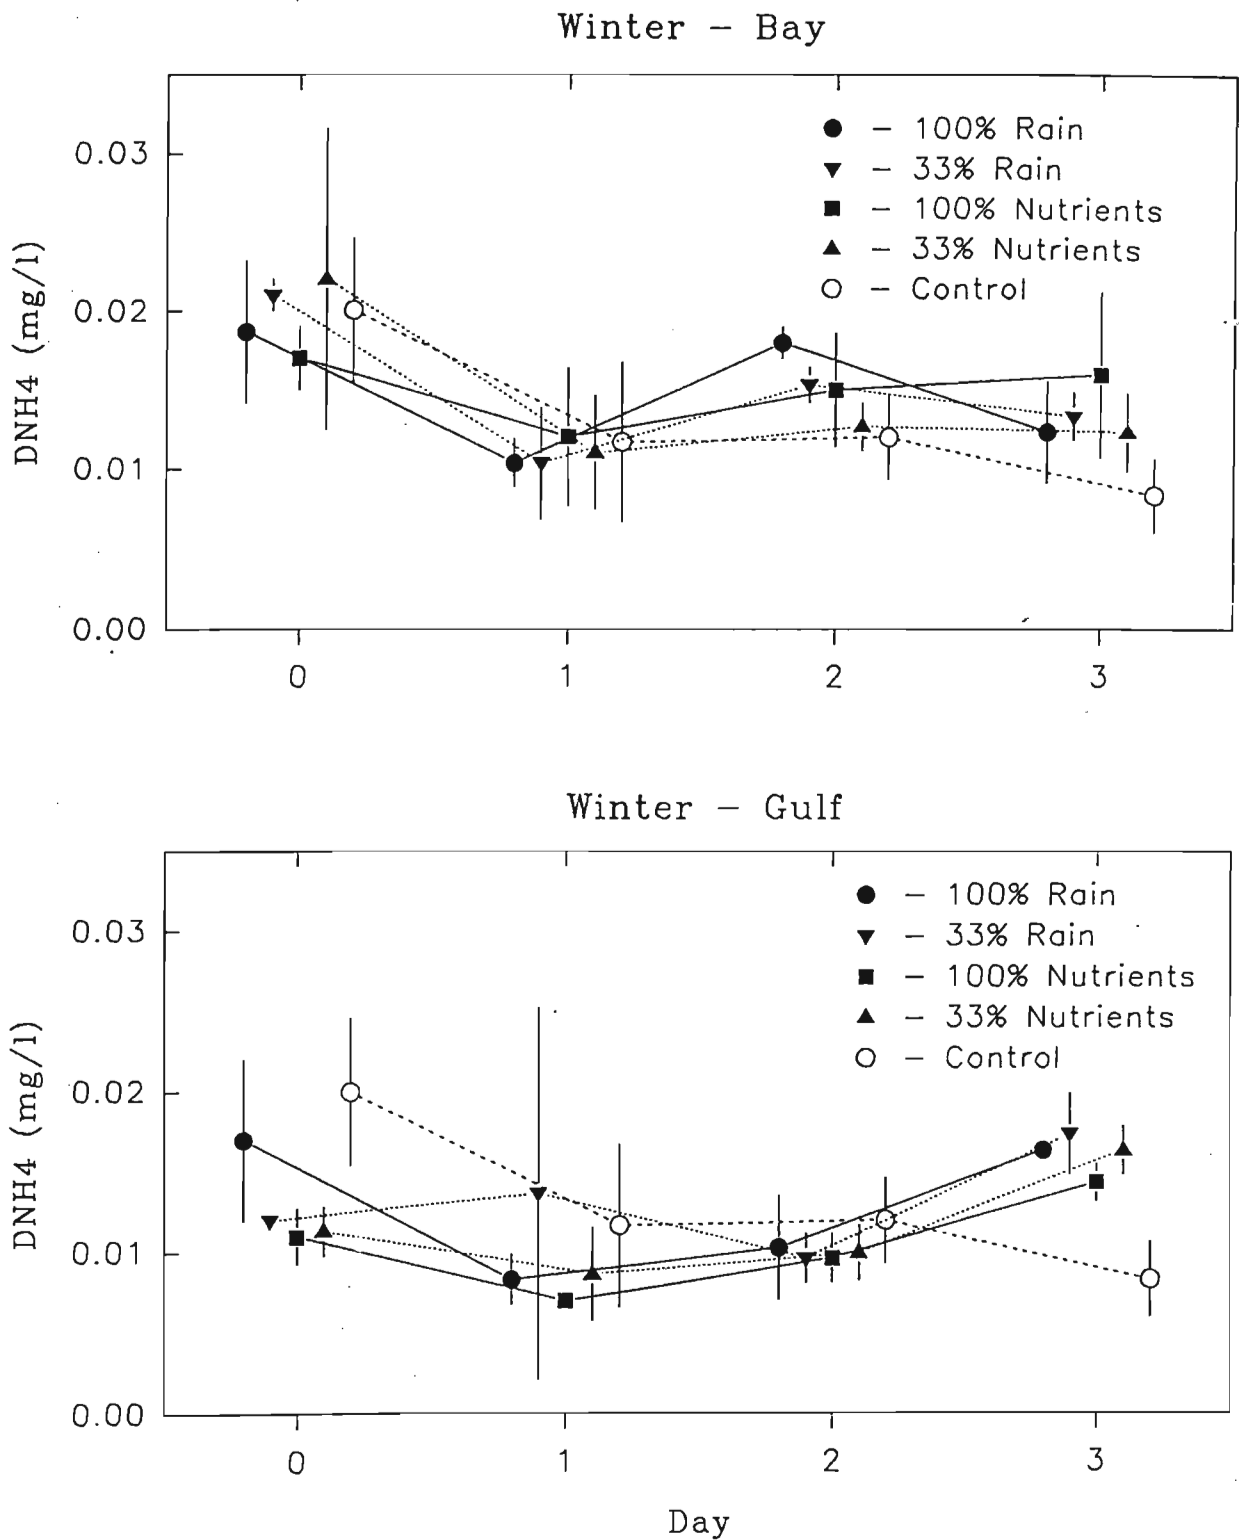 Winter – Bay
DNH4 (mg/l)
0.03
0.02
0.01
0.00
● – 100% Rain
▼ – 33% Rain
■ – 100% Nutrients
▲ – 33% Nutrients
○ – Control
0 1 2 3
Winter – Gulf
DNH4 (mg/l)
0.03
0.02
0.01
0.00
● – 100% Rain
▼ – 33% Rain
■ – 100% Nutrients
▲ – 33% Nutrients
○ – Control
0 1 2 3
Day